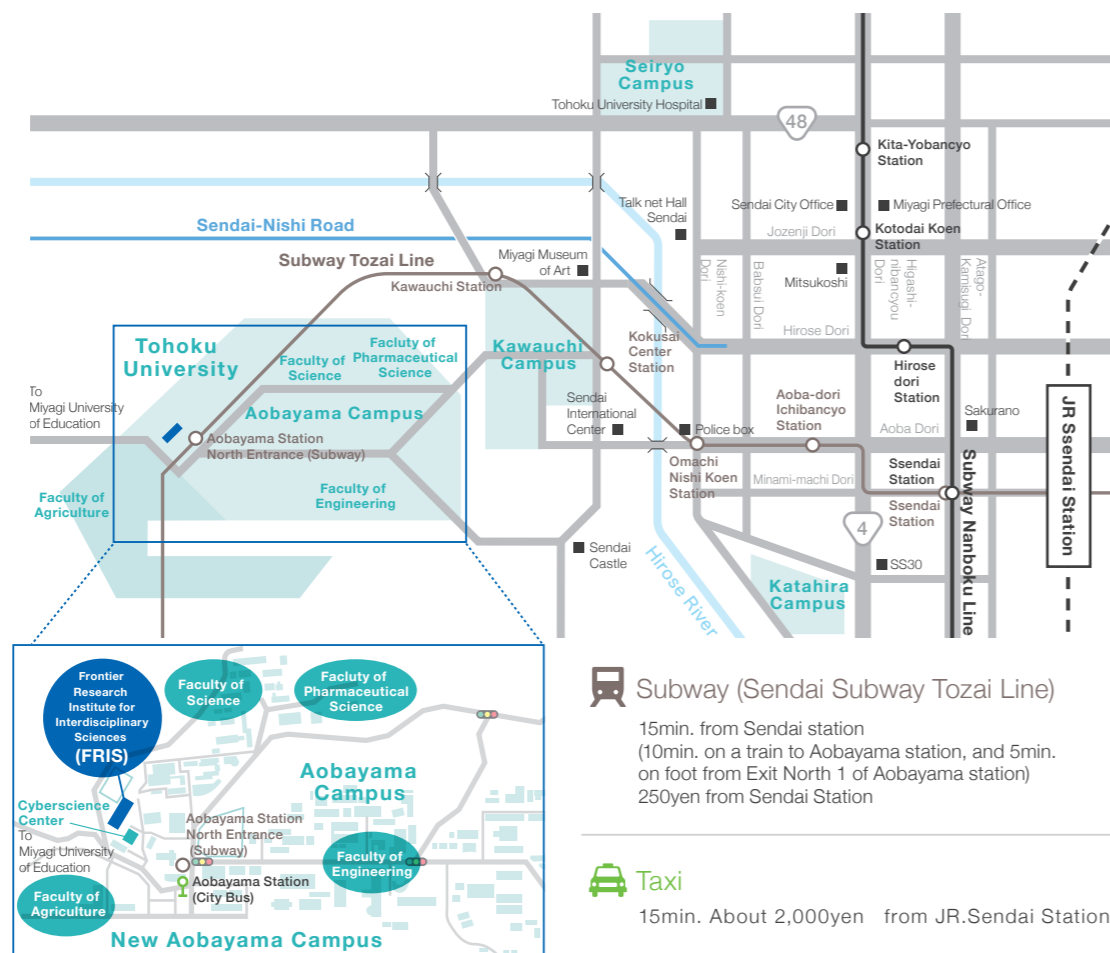 Seiryo
Campus
Tohoku University Hospital
48
Kita-Yobancyo
Station
Talk net Hall
Sendai
Sendai City Office
Miyagi Prefectural Office
Jozenji Dori
Kotodai Koen
Station
Sendai-Nishi Road
Subway Tozai Line
Kawauchi Station
Miyagi Museum
of Art
Nishi-koen
Dori
Babsui Dori
Mitsukoshi
Higashi-
nibancyou
Dori
Atago-
Kamisugi Dori
Hirose Dori
Tohoku
University
Faculty of
Science
Facluty of
Pharmaceutical
Science
Kawauchi
Campus
Kokusai
Center
Station
Hirose
dori
Station
To
Miyagi University
of Education
Aobayama Campus
Aobayama Station
North Entrance (Subway)
Sendai
International
Center
Police box
Aoba-dori
Ichibancyo
Station
Sakurano
Aoba Dori
Omachi
Nishi Koen
Station
Minami-machi Dori
Ssendai
Station
Ssendai
Station
Subway Nanboku Line
JR Ssendai Station
Faculty of
Agriculture
Faculty of
Engineering
4
Sendai
Castle
Hirose River
SS30
Katahira
Campus
Frontier
Research
Institute for
Interdisciplinary
Sciences
(FRIS)
Faculty of
Science
Facluty of
Pharmaceutical
Science
Aobayama
Campus
Cyberscience
Center
To
Miyagi University
of Education
Aobayama Station
North Entrance
(Subway)
Aobayama Station
(City Bus)
Faculty of
Engineering
Faculty of
Agriculture
New Aobayama Campus
Subway (Sendai Subway Tozai Line)
15min. from Sendai station
(10min. on a train to Aobayama station, and 5min.
on foot from Exit North 1 of Aobayama station)
250yen from Sendai Station
Taxi
15min. About 2,000yen from JR.Sendai Station